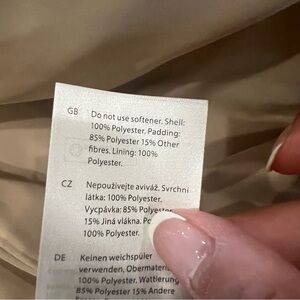 GB Do not use softener. Shell:
100% Polyester. Padding:
85% Polyester 15% Other
fibres. Lining: 100%
Polyester.
CZ Nepoužívejte aviváž. Svrchní
látka: 100% Polyester.
Vycpávka: 85% Polyester
15% Jiná vlákna.
100% Polyester.
DE Keinen weichspüler
verwenden. Obermaterial:
100% Polyester. Wattierung:
85% Polyester 15% Andere